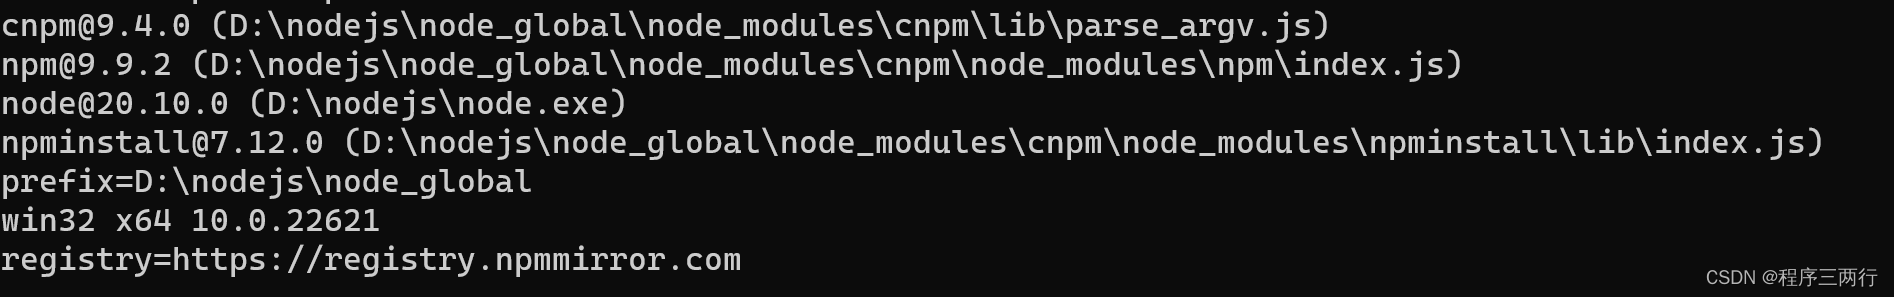 cnpm@9.4.0 (D:\nodejs\node_global\node_modules\cnpm\lib\parse_argv.js)
npm@9.9.2 (D:\nodejs\node_global\node_modules\cnpm\node_modules\npm\index.js)
node@20.10.0 (D:\nodejs\node.exe)
npminstall@7.12.0 (D:\nodejs\node_global\node_modules\cnpm\node_modules\npminstall\lib\index.js)
prefix=D:\nodejs\node_global
win32 x64 10.0.22621
registry=https://registry.npmmirror.com
CSDN @程序三两行